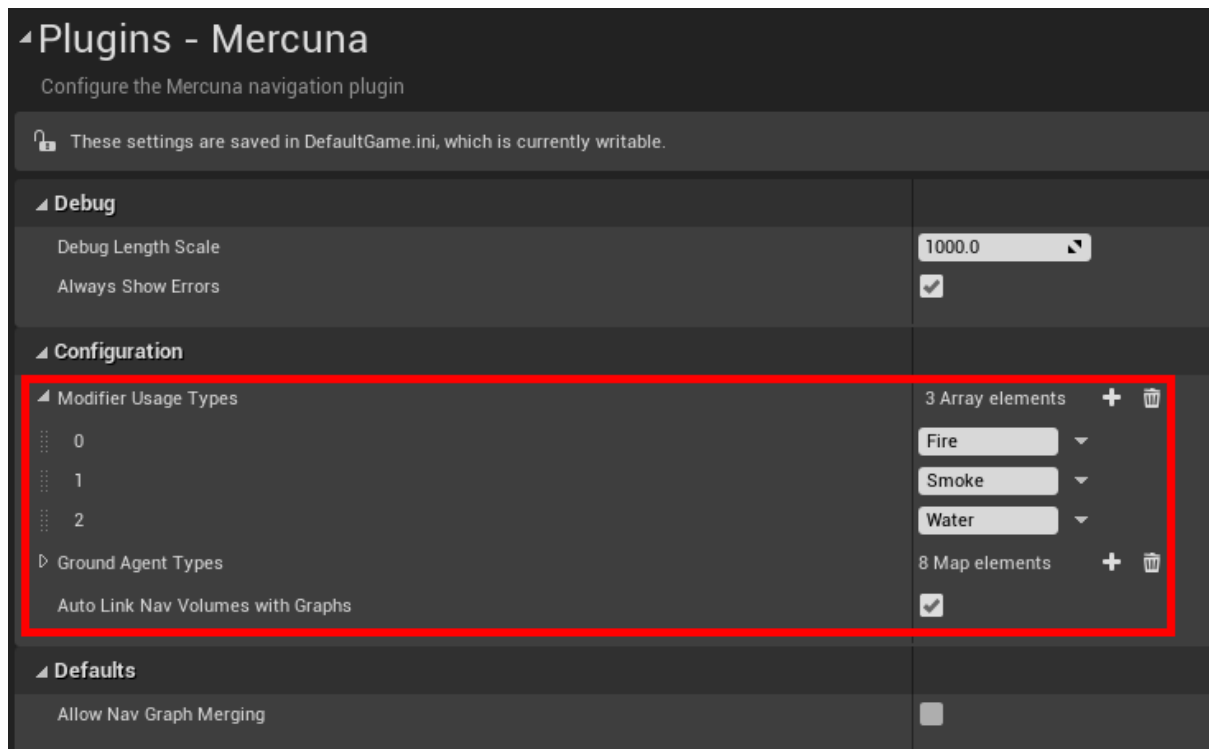 Plugins - Mercuna
Configure the Mercuna navigation plugin
These settings are saved in DefaultGame.ini, which is currently writable.
Debug
Debug Length Scale 1000.0
Always Show Errors
Configuration
Modifier Usage Types 3 Array elements
0 Fire
1 Smoke
2 Water
Ground Agent Types 8 Map elements
Auto Link Nav Volumes with Graphs
Defaults
Allow Nav Graph Merging